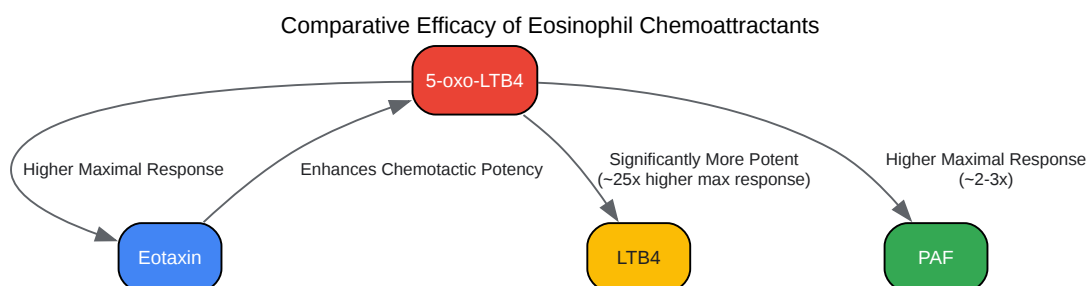 Comparative Efficacy of Eosinophil Chemoattractants
5-oxo-LTB4
Higher Maximal Response
Enhances Chemotactic Potency
Significantly More Potent
(~25x higher max response)
Higher Maximal Response
(~2-3x)
Eotaxin
LTB4
PAF